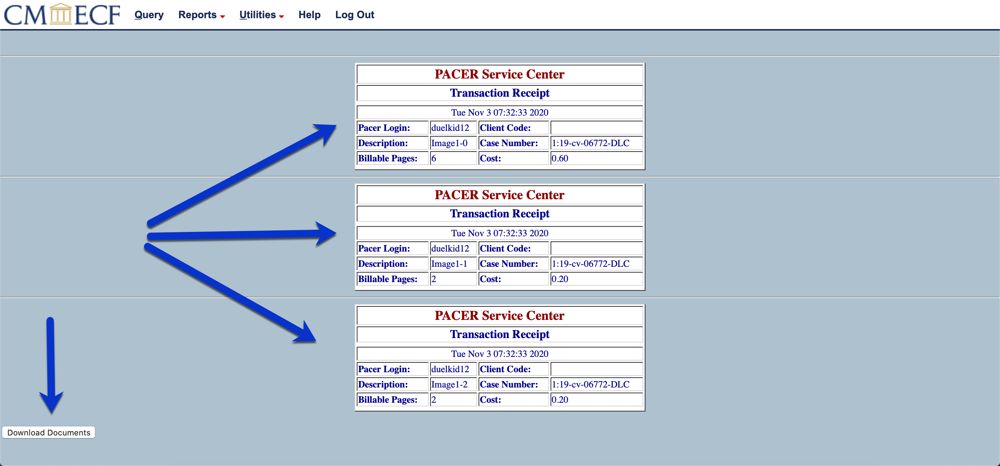 CM ECF Query Reports Utilities Help Log Out
PACER Service Center
Transaction Receipt
Tue Nov 3 07:32:33 2020
Pacer Login: duelkid12 Client Code:
Description: Image1-0 Case Number: 1:19-cv-06772-DLC
Billable Pages: 6 Cost: 0.60
PACER Service Center
Transaction Receipt
Tue Nov 3 07:32:33 2020
Pacer Login: duelkid12 Client Code:
Description: Image1-1 Case Number: 1:19-cv-06772-DLC
Billable Pages: 2 Cost: 0.20
PACER Service Center
Transaction Receipt
Tue Nov 3 07:32:33 2020
Pacer Login: duelkid12 Client Code:
Description: Image1-2 Case Number: 1:19-cv-06772-DLC
Billable Pages: 2 Cost: 0.20
Download Documents